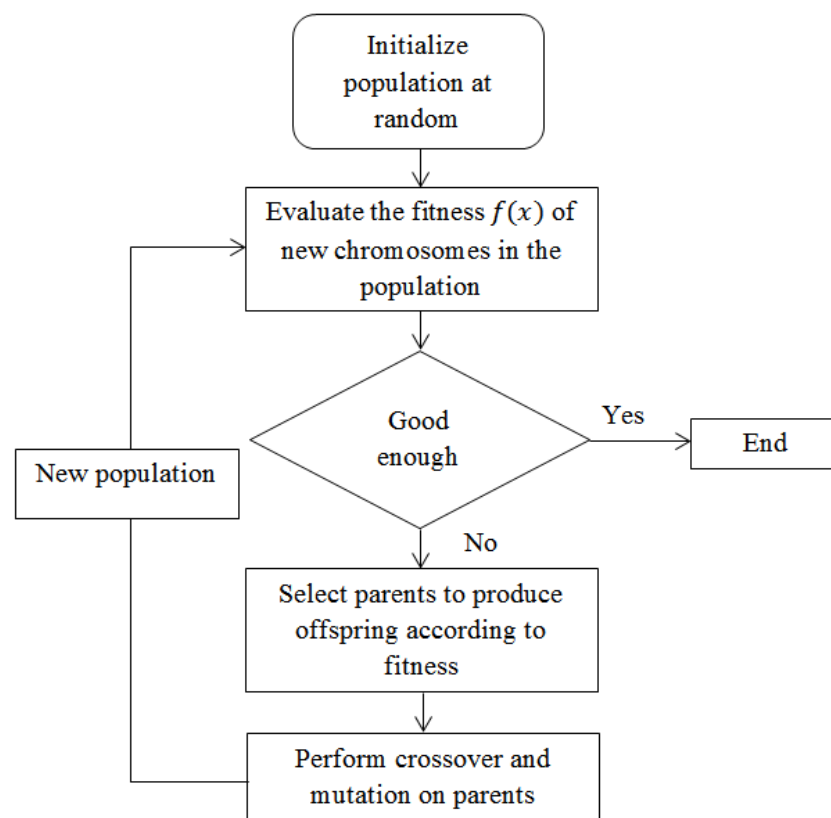 Initialize
population at
random
Evaluate the fitness f(x) of
new chromosomes in the
population
Good
enough
Yes
End
New population
No
Select parents to produce
offspring according to
fitness
Perform crossover and
mutation on parents